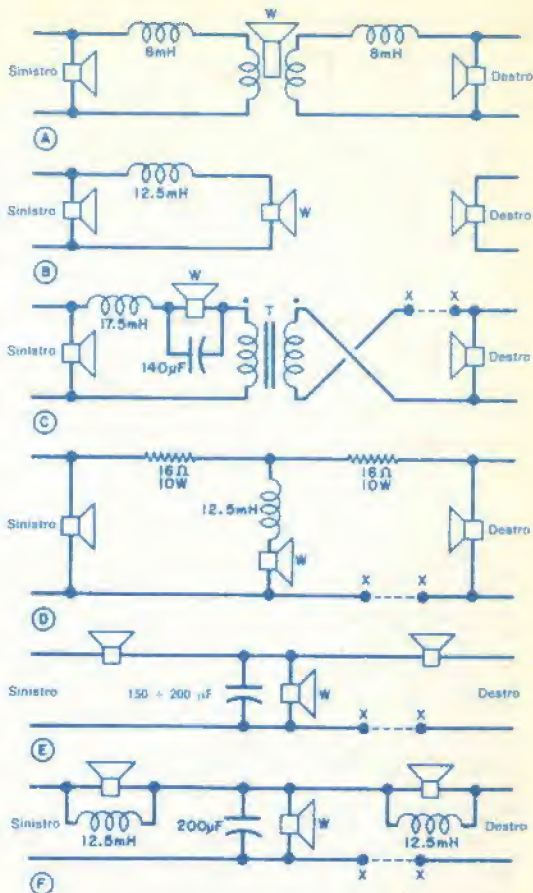 W
8mH 8mH
Sinistro Destro
A
Sinistro 12.5mH W Destro
B
W X X
Sinistro 17.5mH T Destro
140µF
C
16Ω 16Ω
10W 10W
12.5mH
Sinistro Destro
W X X
D
Sinistro 150 ÷ 200 µF W Destro
X X
E
Sinistro 12.5mH 200µF W 12.5mH Destro
X X
F